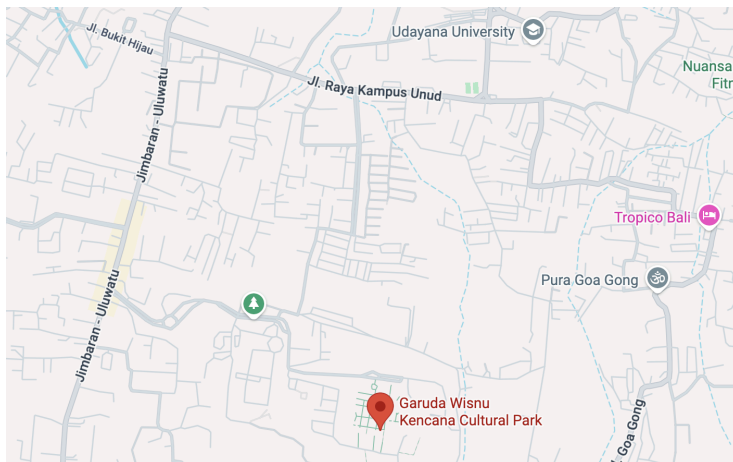 Jl. Bukit Hijau
Udayana University
Nuansa
Fitr
Jl. Raya Kampus Unud
Jimbaran - Uluwatu
Tropico Bali
Pura Goa Gong
Jimbaran - Uluwatu
Garuda Wisnu
Kencana Cultural Park
l. Goa Gong